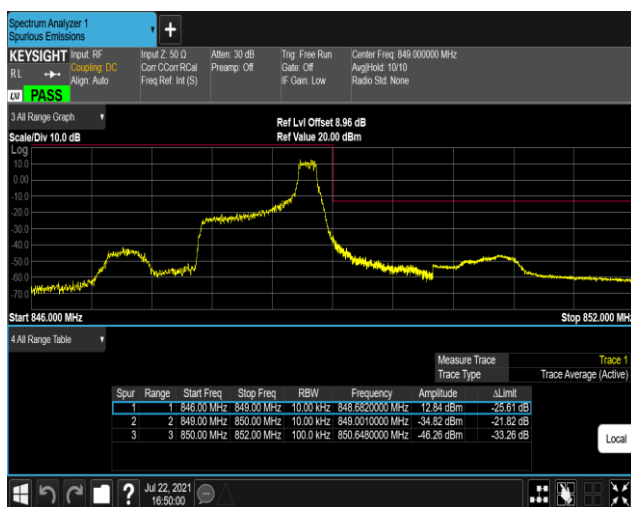 Spectrum Analyzer 1
Spurious Emissions
KEYSIGHT Input: RF Input Z: 50 Ω Atten: 30 dB Trig: Free Run Center Freq: 849.000000 MHz
RL Coupling: DC Corr CCorr RCal Preamp: Off Gate: Off Avg|Hold: 10/10
Align: Auto Freq Ref: Int (S) IF Gain: Low Radio Std: None
LXI PASS
3 All Range Graph
Ref Lvl Offset 8.96 dB
Scale/Div 10.0 dB Ref Value 20.00 dBm
Log
10.0
0.00
-10.0
-20.0
-30.0
-40.0
-50.0
-60.0
-70.0
Start 846.000 MHz Stop 852.000 MHz
4 All Range Table
Measure Trace Trace 1
Trace Type Trace Average (Active)
Spur Range Start Freq Stop Freq RBW Frequency Amplitude ΔLimit
1 1 846.00 MHz 849.00 MHz 10.00 kHz 848.6820000 MHz 12.84 dBm -25.61 dB
2 2 849.00 MHz 850.00 MHz 10.00 kHz 849.0010000 MHz -34.82 dBm -21.82 dB
3 3 850.00 MHz 852.00 MHz 100.0 kHz 850.6480000 MHz -46.26 dBm -33.26 dB
Local
? Jul 22, 2021
16:50:00